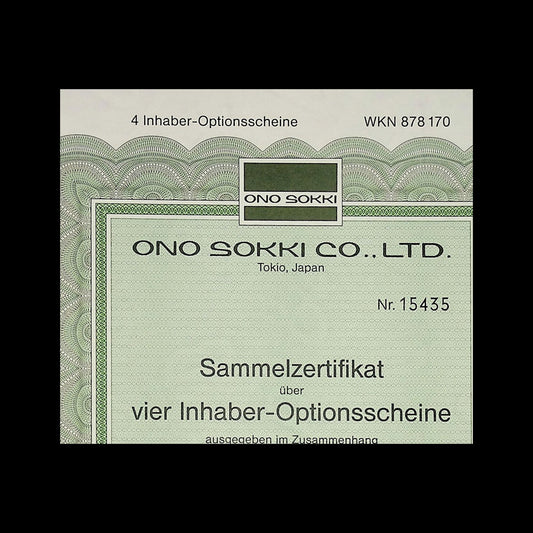 4 Inhaber-Optionsscheine WKN 878 170
ONO SOKKI
ONO SOKKI CO., LTD.
Tokio, Japan
Nr. 15435
Sammelzertifikat
über
vier Inhaber-Optionsscheine
ausgegeben im Zusammenhang